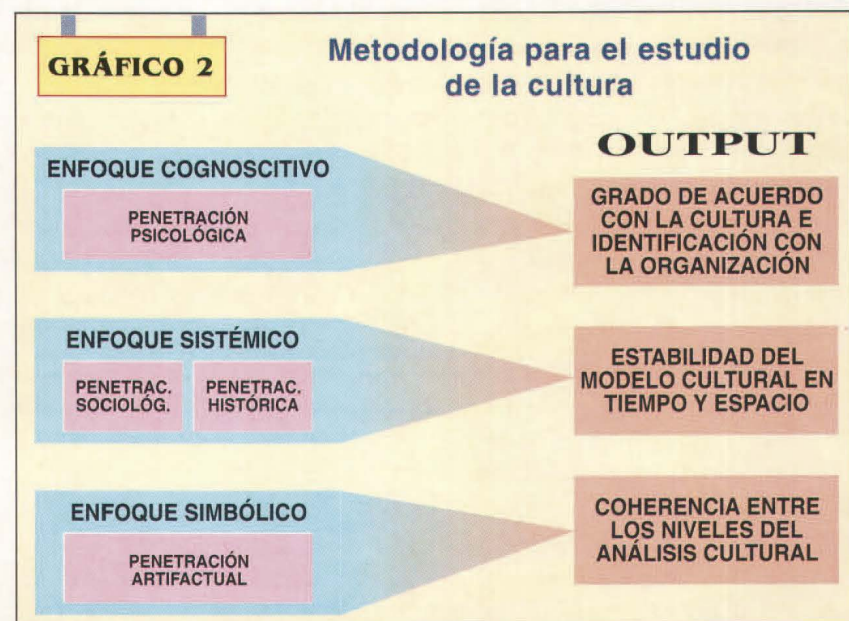 GRÁFICO 2
Metodología para el estudio
de la cultura
OUTPUT
ENFOQUE COGNOSCITIVO
PENETRACIÓN
PSICOLÓGICA
GRADO DE ACUERDO
CON LA CULTURA E
IDENTIFICACIÓN CON
LA ORGANIZACIÓN
ENFOQUE SISTÉMICO
PENETRAC.
SOCIOLÓG.
PENETRAC.
HISTÓRICA
ESTABILIDAD DEL
MODELO CULTURAL EN
TIEMPO Y ESPACIO
ENFOQUE SIMBÓLICO
PENETRACIÓN
ARTIFACTUAL
COHERENCIA ENTRE
LOS NIVELES DEL
ANÁLISIS CULTURAL